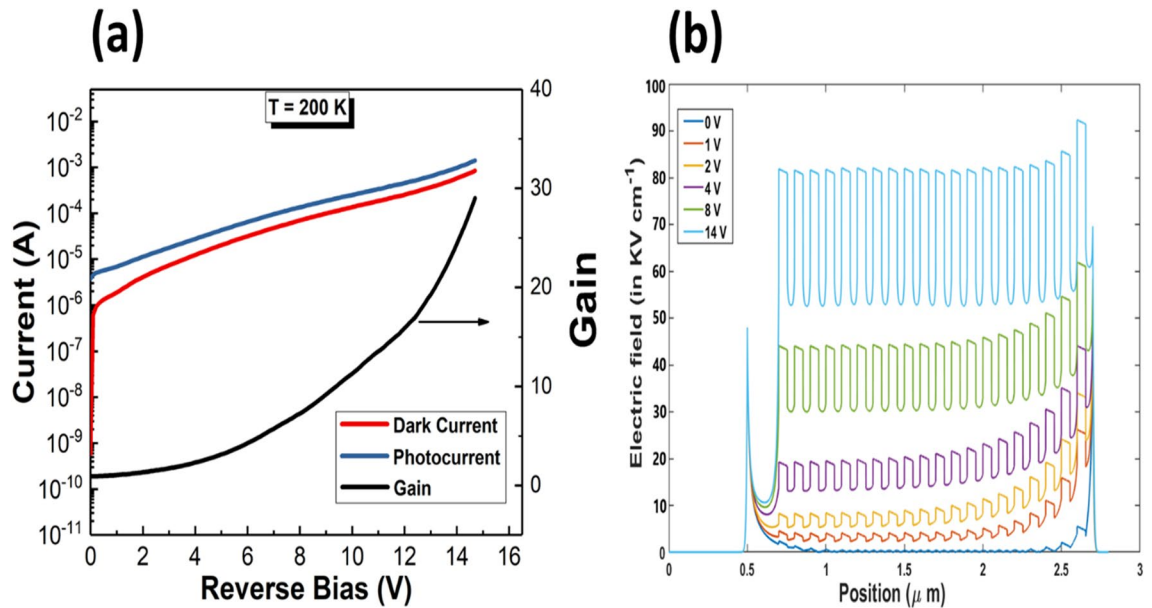 (a)
T = 200 K
Current (A)
10⁻²
10⁻³
10⁻⁴
10⁻⁵
10⁻⁶
10⁻⁷
10⁻⁸
10⁻⁹
10⁻¹⁰
10⁻¹¹
40
30
20
10
0
Gain
Dark Current
Photocurrent
Gain
0 2 4 6 8 10 12 14 16
Reverse Bias (V)
(b)
Electric field (in KV cm⁻¹)
100
90
80
70
60
50
40
30
20
10
0
0 V
1 V
2 V
4 V
8 V
14 V
0 0.5 1 1.5 2 2.5 3
Position (μ m)